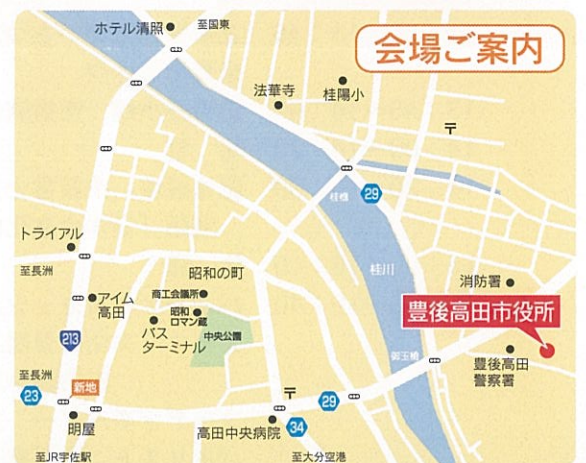 会場ご案内
ホテル清照
至国東
法華寺
桂陽小
〒
桂橋
29
トライアル
至長洲
昭和の町
桂川
消防署
商工会議所
アイム
高田
昭和
ロマン蔵
バス
ターミナル
中央公園
豊後高田市役所
213
御玉橋
豊後高田
警察署
至長洲
新地
23
〒
29
明屋
高田中央病院
34
至JR宇佐駅
至大分空港